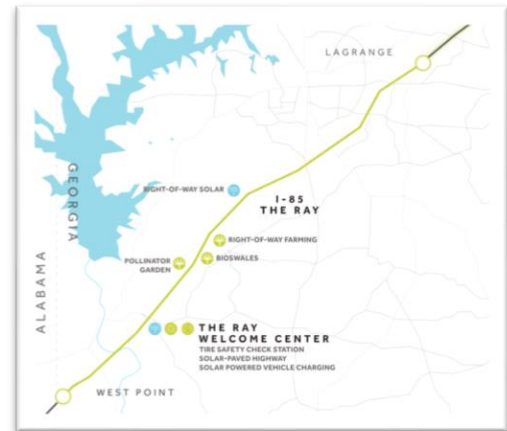 LAGRANGE
GEORGIA
ALABAMA
RIGHT-OF-WAY SOLAR
I-85
THE RAY
RIGHT-OF-WAY FARMING
POLLINATOR
GARDEN
BIOSWALES
THE RAY
WELCOME CENTER
TIRE SAFETY CHECK STATION
SOLAR-PAVED HIGHWAY
SOLAR POWERED VEHICLE CHARGING
WEST POINT